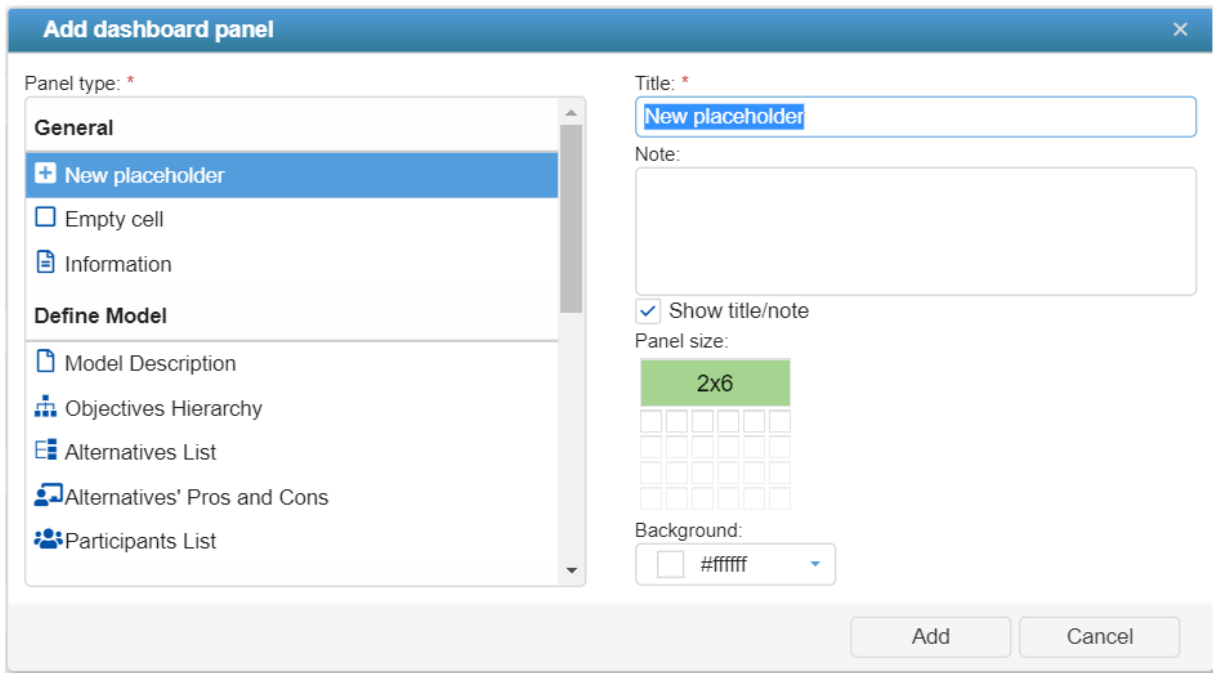 Add dashboard panel
Panel type: *
General
New placeholder
Empty cell
Information
Define Model
Model Description
Objectives Hierarchy
Alternatives List
Alternatives' Pros and Cons
Participants List
Title: *
New placeholder
Note:
Show title/note
Panel size:
2x6
Background:
#ffffff
Add
Cancel